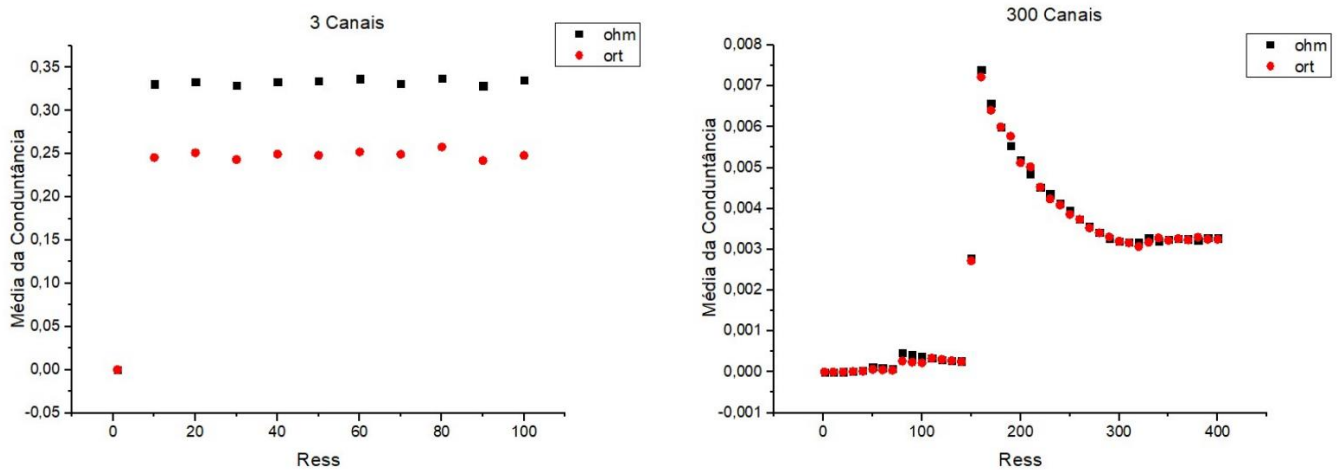 3 Canais
ohm
ort
Média da Conduntância
0,35
0,30
0,25
0,20
0,15
0,10
0,05
0,00
-0,05
0 20 40 60 80 100
Ress
300 Canais
ohm
ort
Média da Conduntância
0,008
0,007
0,006
0,005
0,004
0,003
0,002
0,001
0,000
-0,001
0 100 200 300 400
Ress